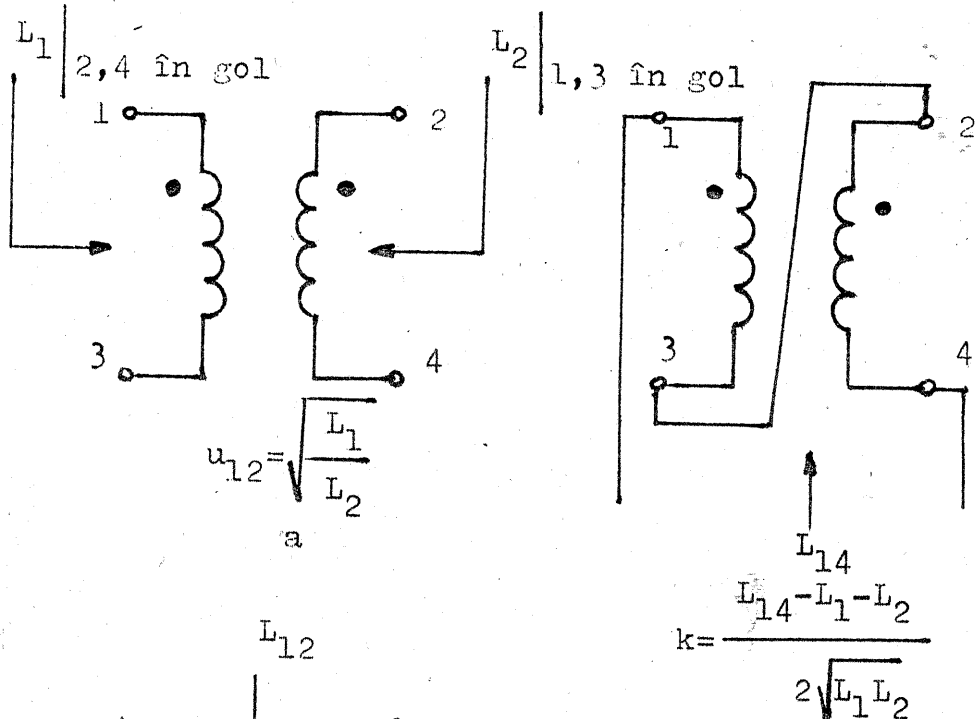 L₁ | 2,4 în gol
L₂ | 1,3 în gol
1
2
3
4
u₁₂=√(L₁/L₂)
a
1
2
3
4
L₁₄
k= (L₁₄-L₁-L₂)/(2√(L₁L₂))
L₁₂